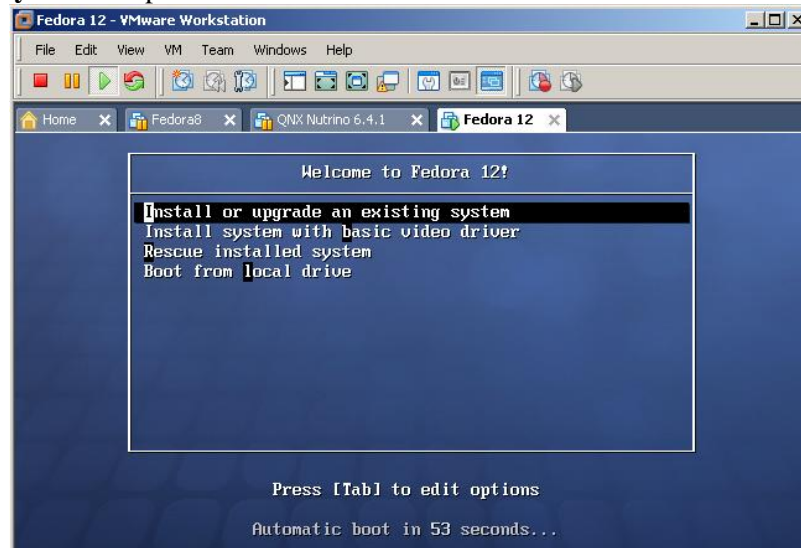 Fedora 12 - VMware Workstation
File Edit View VM Team Windows Help
Home Fedora8 QNX Nutrino 6.4.1 Fedora 12
Welcome to Fedora 12!
Install or upgrade an existing system
Install system with basic video driver
Rescue installed system
Boot from local drive
Press [Tab] to edit options
Automatic boot in 53 seconds...